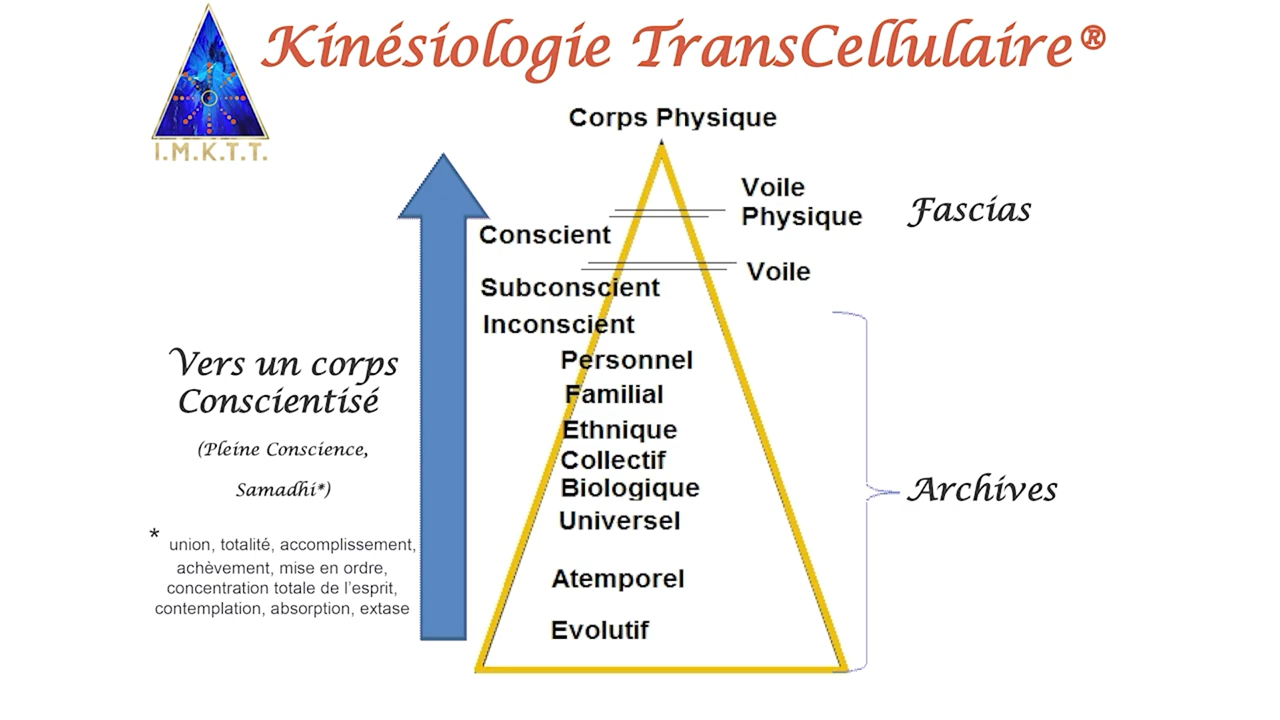 Kinésiologie TransCellulaire®
I.M.K.T.T.
Corps Physique
Voile
Physique
Fascias
Conscient
Voile
Subconscient
Inconscient
Personnel
Familial
Ethnique
Collectif
Biologique
Universel
Atemporel
Evolutif
Archives
Vers un corps
Conscientisé
(Pleine Conscience,
Samadhi*)
* union, totalité, accomplissement,
achèvement, mise en ordre,
concentration totale de l'esprit,
contemplation, absorption, extase